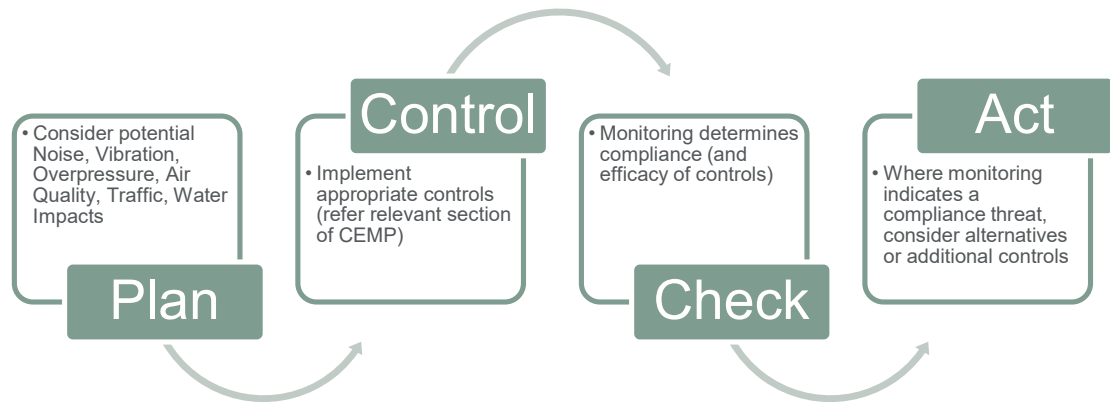 • Consider potential
Noise, Vibration,
Overpressure, Air
Quality, Traffic, Water
Impacts
Plan
Control
• Implement
appropriate controls
(refer relevant section
of CEMP)
• Monitoring determines
compliance (and
efficacy of controls)
Check
Act
• Where monitoring
indicates a
compliance threat,
consider alternatives
or additional controls